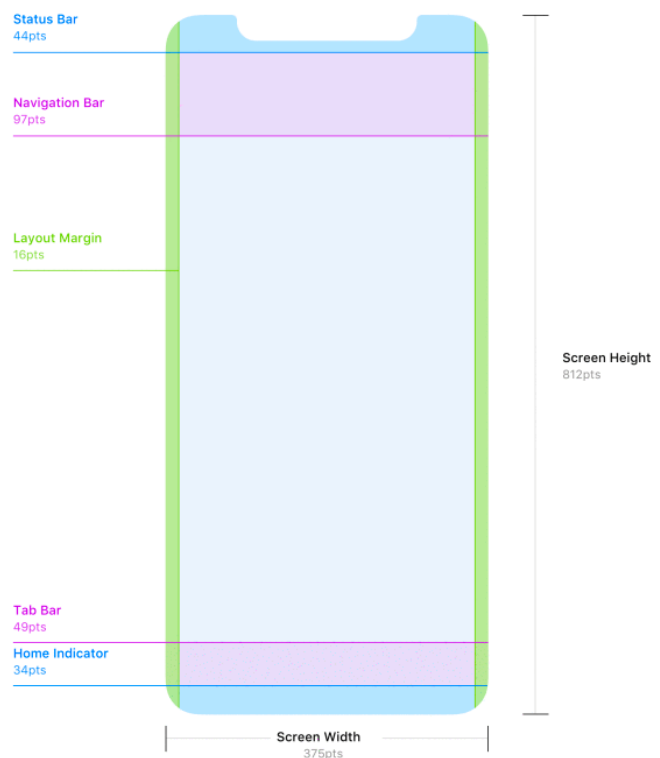 Status Bar
44pts
Navigation Bar
97pts
Layout Margin
16pts
Screen Height
812pts
Tab Bar
49pts
Home Indicator
34pts
Screen Width
375pts